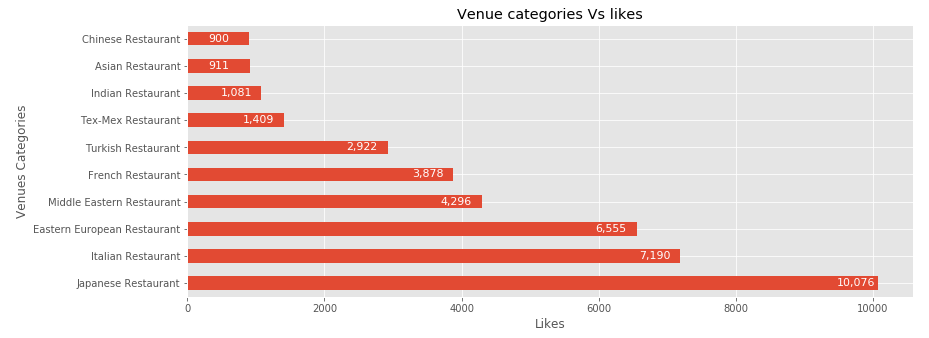 Venue categories Vs likes
Venues Categories
Chinese Restaurant 900
Asian Restaurant 911
Indian Restaurant 1,081
Tex-Mex Restaurant 1,409
Turkish Restaurant 2,922
French Restaurant 3,878
Middle Eastern Restaurant 4,296
Eastern European Restaurant 6,555
Italian Restaurant 7,190
Japanese Restaurant 10,076
0 2000 4000 6000 8000 10000
Likes